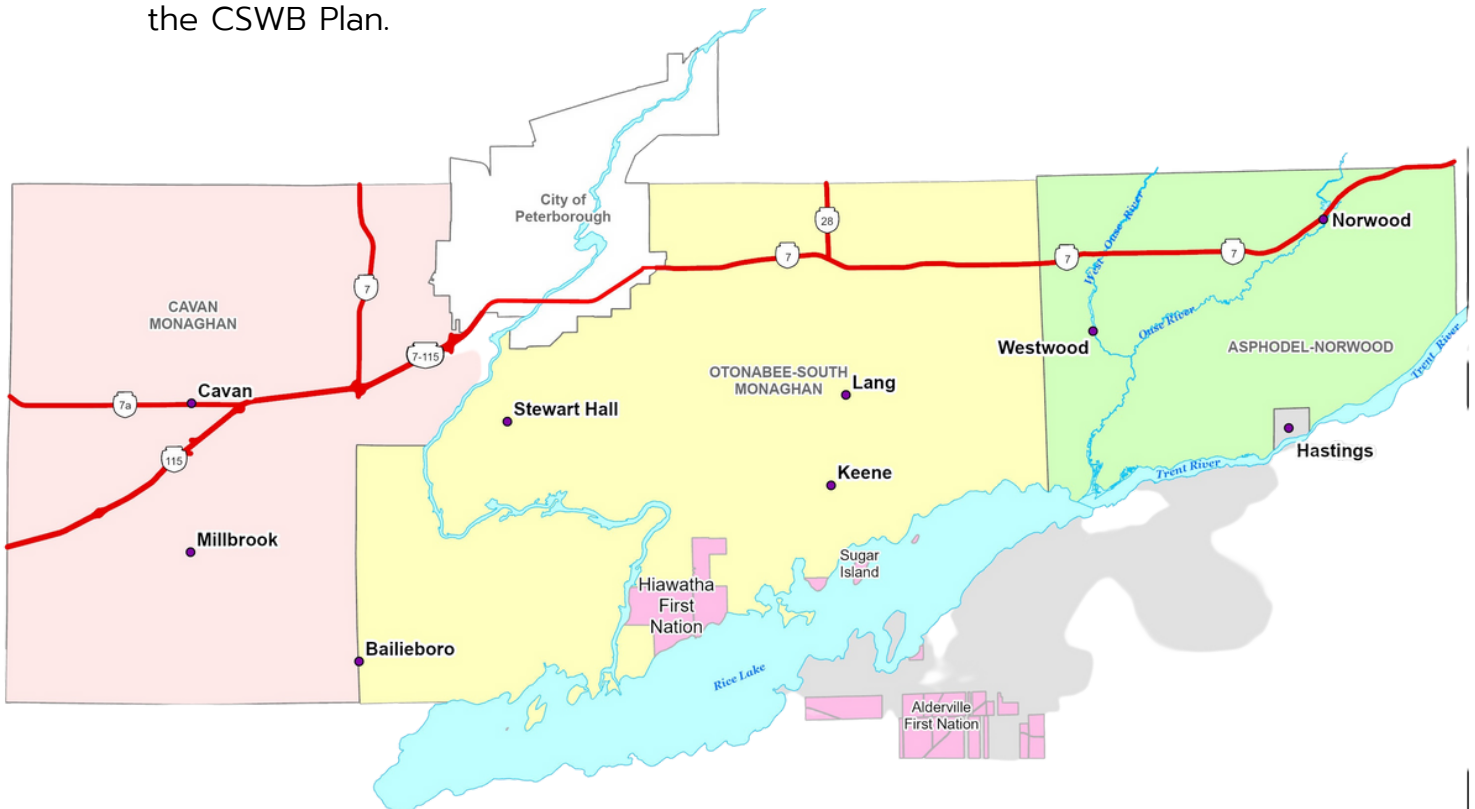 the CSWB Plan.
City of
Peterborough
28
7
7
7
West Ouse River
Norwood
7
CAVAN
MONAGHAN
Ouse River
Trent River
7-115
Westwood
ASPHODEL-NORWOOD
OTONABEE-SOUTH
MONAGHAN
Lang
Cavan
7a
Stewart Hall
Hastings
115
Keene
Trent River
Millbrook
Sugar
Island
Hiawatha
First
Nation
Bailieboro
Rice Lake
Alderville
First Nation